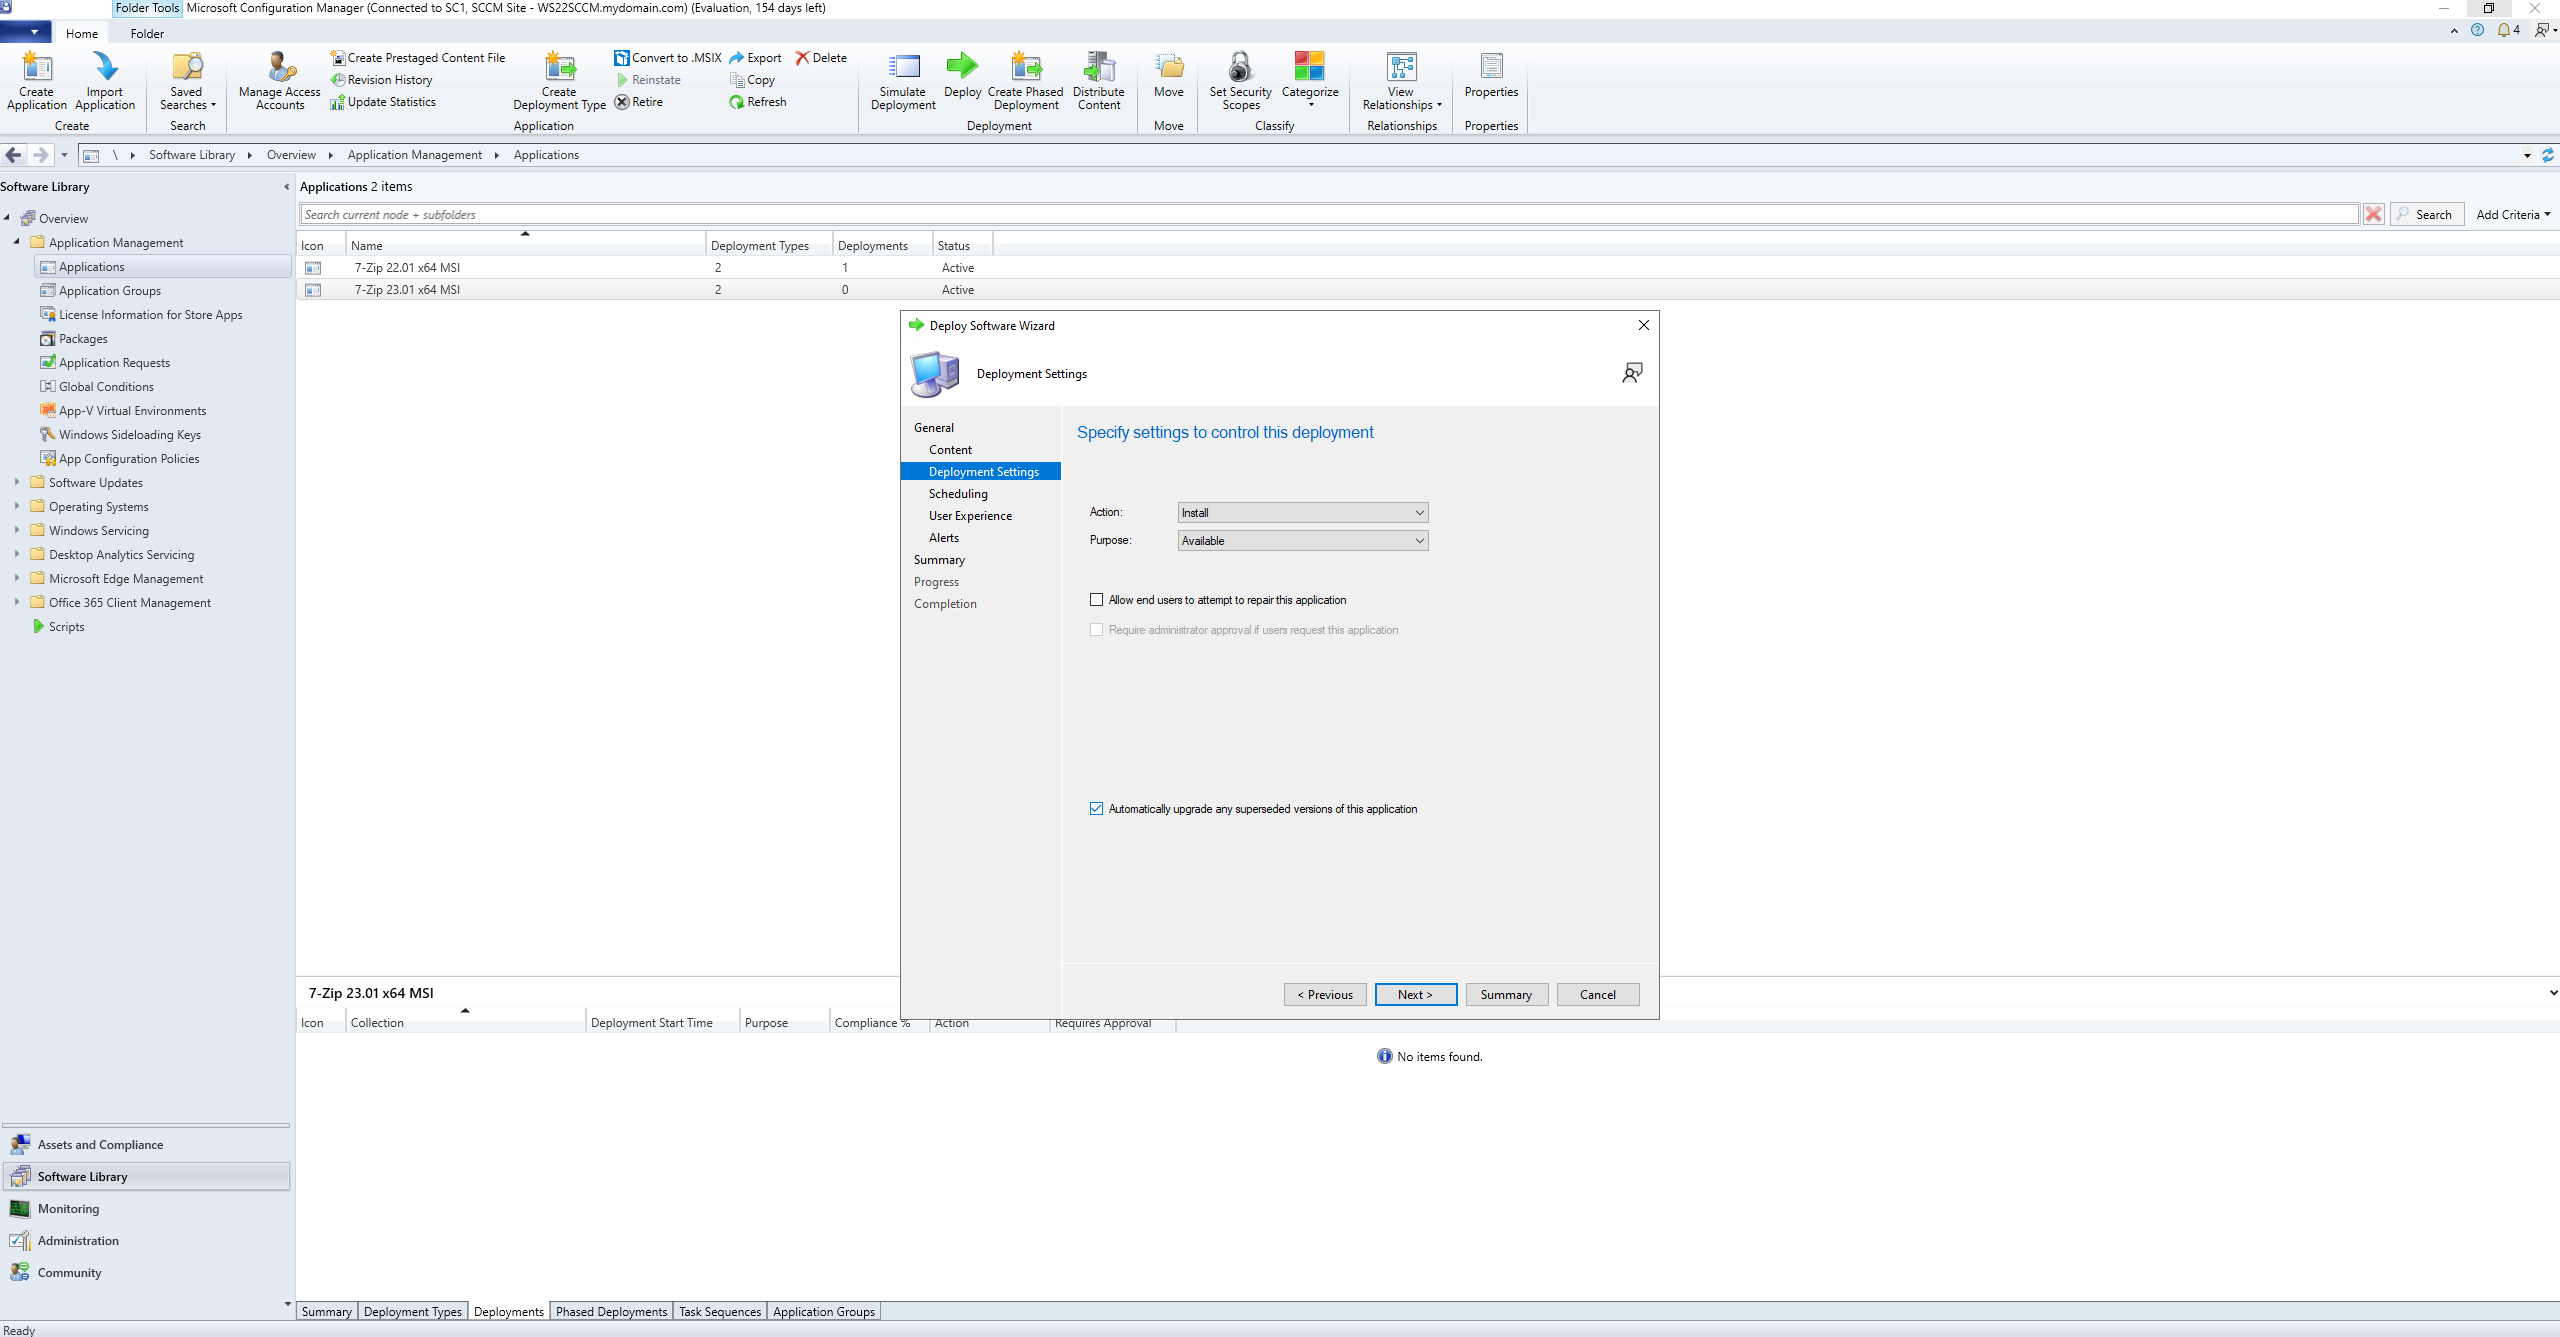 Folder Tools Microsoft Configuration Manager (Connected to SC1, SCCM Site - WS22SCCM.mydomain.com) (Evaluation, 154 days left)
Home Folder 4
Create Application
Import Application
Create
Saved Searches
Search
Manage Access Accounts
Create Prestaged Content File
Revision History
Update Statistics
Create Deployment Type
Convert to .MSIX
Reinstate
Retire
Export
Copy
Refresh
Delete
Application
Simulate Deployment
Deploy
Create Phased Deployment
Distribute Content
Deployment
Move
Move
Set Security Scopes
Categorize
Classify
View Relationships
Relationships
Properties
Properties
\ Software Library Overview Application Management Applications
Software Library
Overview
Application Management
Applications
Application Groups
License Information for Store Apps
Packages
Application Requests
Global Conditions
App-V Virtual Environments
Windows Sideloading Keys
App Configuration Policies
Software Updates
Operating Systems
Windows Servicing
Desktop Analytics Servicing
Microsoft Edge Management
Office 365 Client Management
Scripts
Assets and Compliance
Software Library
Monitoring
Administration
Community
Applications 2 items
Search current node + subfolders
Search Add Criteria
Icon Name Deployment Types Deployments Status
7-Zip 22.01 x64 MSI 2 1 Active
7-Zip 23.01 x64 MSI 2 0 Active
Deploy Software Wizard
Deployment Settings
General
Content
Deployment Settings
Scheduling
User Experience
Alerts
Summary
Progress
Completion
Specify settings to control this deployment
Action: Install
Purpose: Available
Allow end users to attempt to repair this application
Require administrator approval if users request this application
Automatically upgrade any superseded versions of this application
< Previous Next > Summary Cancel
7-Zip 23.01 x64 MSI
Icon Collection Deployment Start Time Purpose Compliance % Action Requires Approval
No items found.
Summary Deployment Types Deployments Phased Deployments Task Sequences Application Groups
Ready